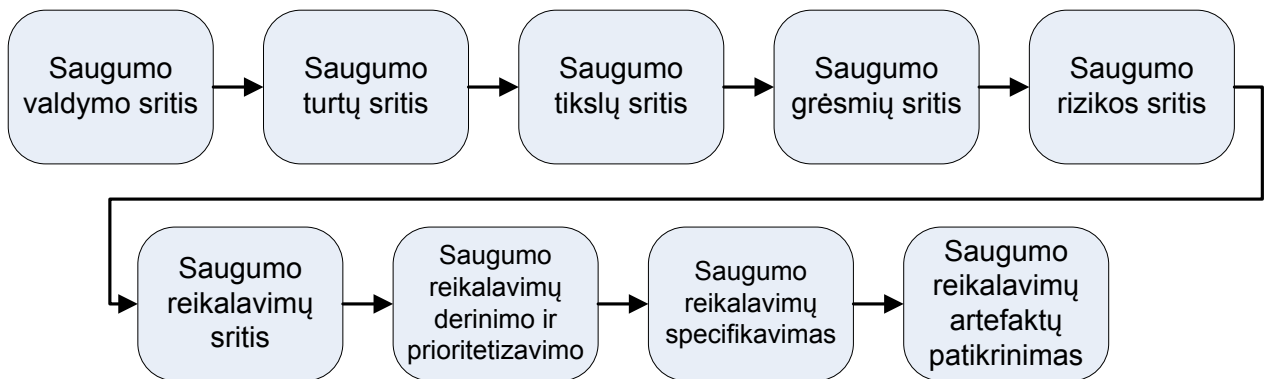 Saugumo
valdymo sritis
Saugumo
turtų sritis
Saugumo
tikslų sritis
Saugumo
grėsmių sritis
Saugumo
rizikos sritis
Saugumo
reikalavimų
sritis
Saugumo
reikalavimų
derinimo ir
prioritetizavimo
Saugumo
reikalavimų
specifikavimas
Saugumo
reikalavimų
artefaktų
patikrinimas